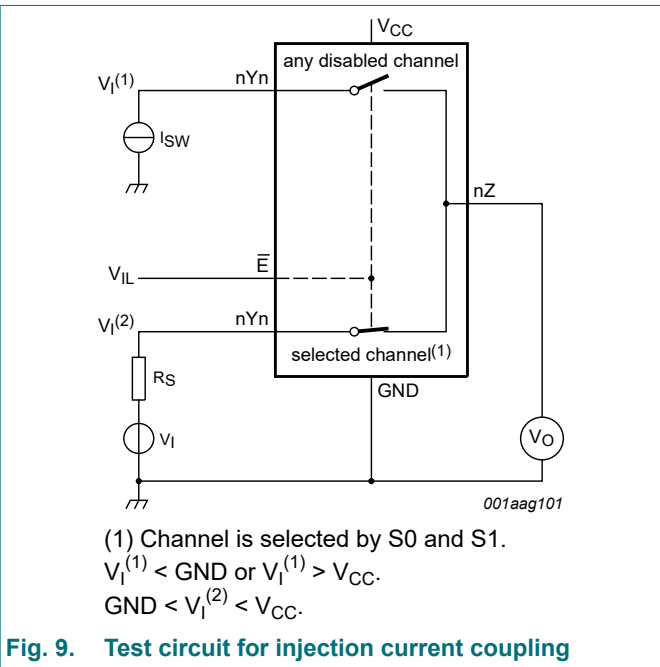 VCC
any disabled channel
VI(1)
nYn
ISW
nZ
VIL
E̅
VI(2)
nYn
selected channel(1)
RS
GND
VI
VO
001aag101
(1) Channel is selected by S0 and S1.
VI(1) < GND or VI(1) > VCC.
GND < VI(2) < VCC.
Fig. 9. Test circuit for injection current coupling